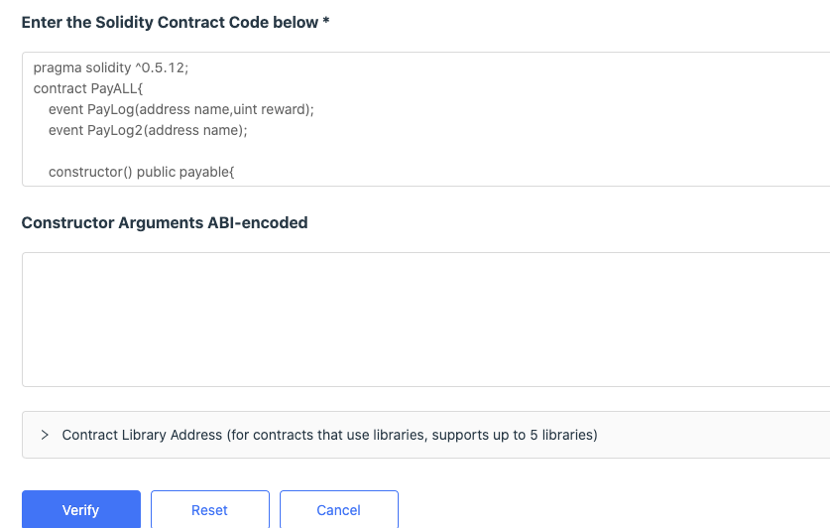 Enter the Solidity Contract Code below *
pragma solidity ^0.5.12;
contract PayALL{
event PayLog(address name,uint reward);
event PayLog2(address name);
constructor() public payable{
Constructor Arguments ABI-encoded
Contract Library Address (for contracts that use libraries, supports up to 5 libraries)
Verify
Reset
Cancel